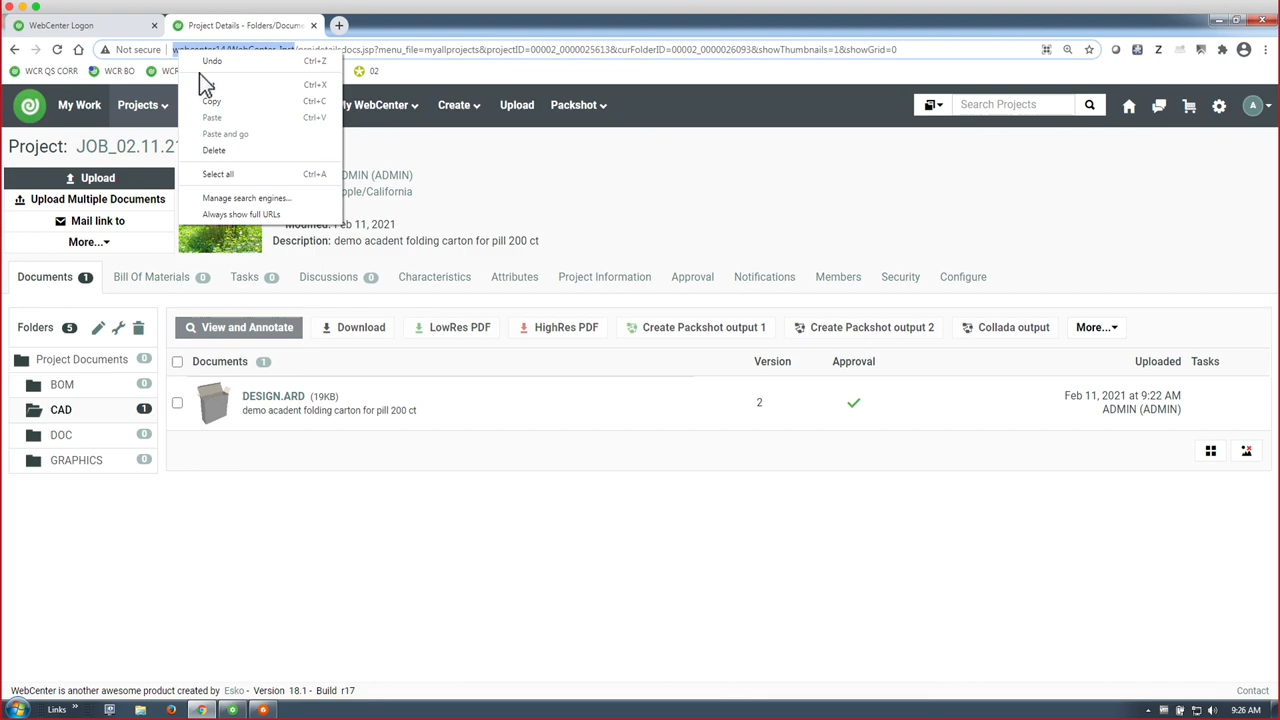 WebCenter Logon
Project Details - Folders/Docume
Not secure
webcenter14/WebCenter_Inst/projdetailsdocs.jsp?menu_file=myallprojects&projectID=00002_0000025613&curFolderID=00002_0000026093&showThumbnails=1&showGrid=0
WCR QS CORR
WCR BO
WCR
02
Undo Ctrl+Z
Ctrl+X
Copy Ctrl+C
Paste Ctrl+V
Paste and go
Delete
Select all Ctrl+A
Manage search engines...
Always show full URLs
My Work
Projects
My WebCenter
Create
Upload
Packshot
Search Projects
A
Project: JOB_02.11.21
Upload
Upload Multiple Documents
Mail link to
More...
DMIN (ADMIN)
ople/California
Modified: Feb 11, 2021
Description: demo acadent folding carton for pill 200 ct
Documents 1
Bill Of Materials 0
Tasks 0
Discussions 0
Characteristics
Attributes
Project Information
Approval
Notifications
Members
Security
Configure
Folders 5
Project Documents 0
BOM 0
CAD 1
DOC 0
GRAPHICS 0
View and Annotate
Download
LowRes PDF
HighRes PDF
Create Packshot output 1
Create Packshot output 2
Collada output
More...
Documents 1 Version Approval Uploaded Tasks
DESIGN.ARD (19KB)
demo acadent folding carton for pill 200 ct
2
Feb 11, 2021 at 9:22 AM
ADMIN (ADMIN)
WebCenter is another awesome product created by Esko - Version 18.1 - Build r17
Contact
Links
9:26 AM